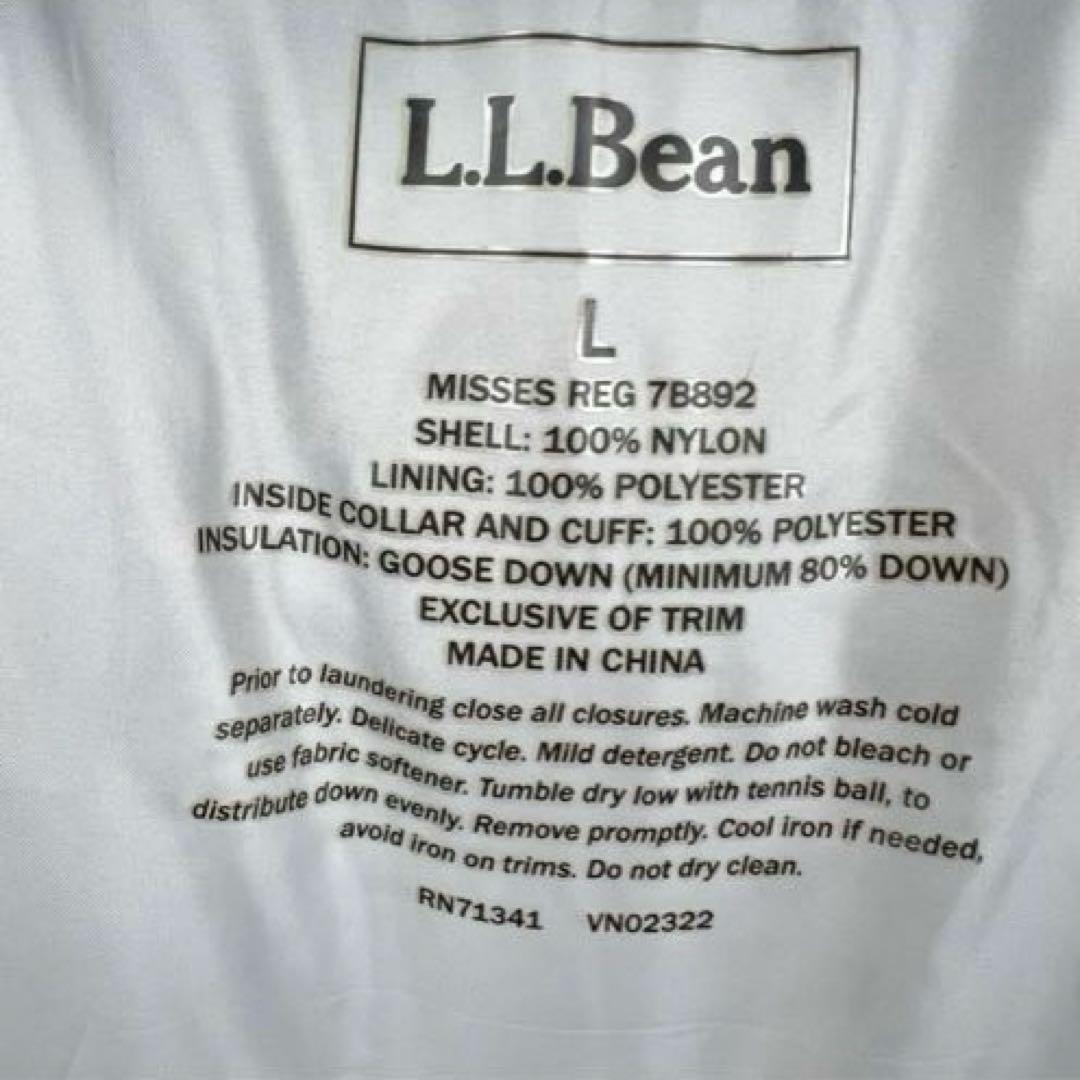 L.L.Bean
L
MISSES REG 7B892
SHELL: 100% NYLON
LINING: 100% POLYESTER
INSIDE COLLAR AND CUFF: 100% POLYESTER
INSULATION: GOOSE DOWN (MINIMUM 80% DOWN)
EXCLUSIVE OF TRIM
MADE IN CHINA
Prior to laundering close all closures. Machine wash cold
separately. Delicate cycle. Mild detergent. Do not bleach or
use fabric softener. Tumble dry low with tennis ball, to
distribute down evenly. Remove promptly. Cool iron if needed,
avoid iron on trims. Do not dry clean.
RN71341 VN02322